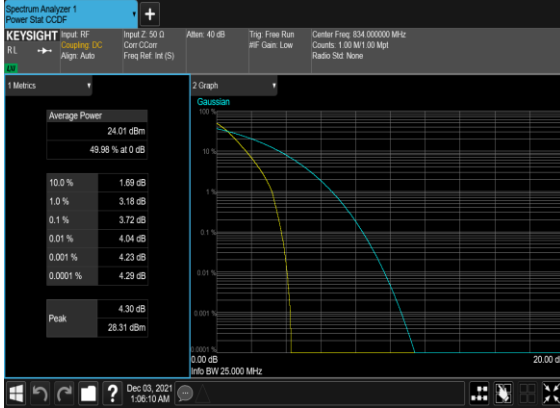 Spectrum Analyzer 1
Power Stat CCDF
KEYSIGHT
RL
Input: RF
Coupling: DC
Align: Auto
Input Z: 50 Ω
Corr CCorr
Freq Ref: Int (S)
Atten: 40 dB
Trig: Free Run
#IF Gain: Low
Center Freq: 834.000000 MHz
Counts: 1.00 M/1.00 Mpt
Radio Std: None
1 Metrics
Average Power
24.01 dBm
49.98 % at 0 dB
10.0 % 1.69 dB
1.0 % 3.18 dB
0.1 % 3.72 dB
0.01 % 4.04 dB
0.001 % 4.23 dB
0.0001 % 4.29 dB
Peak
4.30 dB
28.31 dBm
2 Graph
Gaussian
100 %
10 %
1 %
0.1 %
0.01 %
0.001 %
0.0001 %
0.00 dB
20.00
Info BW 25.000 MHz
Dec 03, 2021
1:06:10 AM